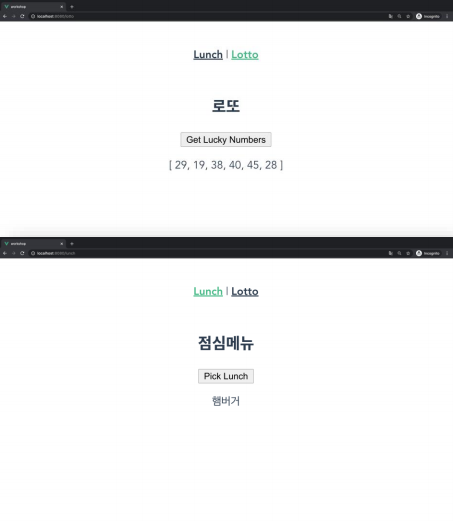 workshop
localhost:8080/lotto
Incognito
Lunch | Lotto
로또
Get Lucky Numbers
[ 29, 19, 38, 40, 45, 28 ]
workshop
localhost:8080/lunch
Incognito
Lunch | Lotto
점심메뉴
Pick Lunch
햄버거